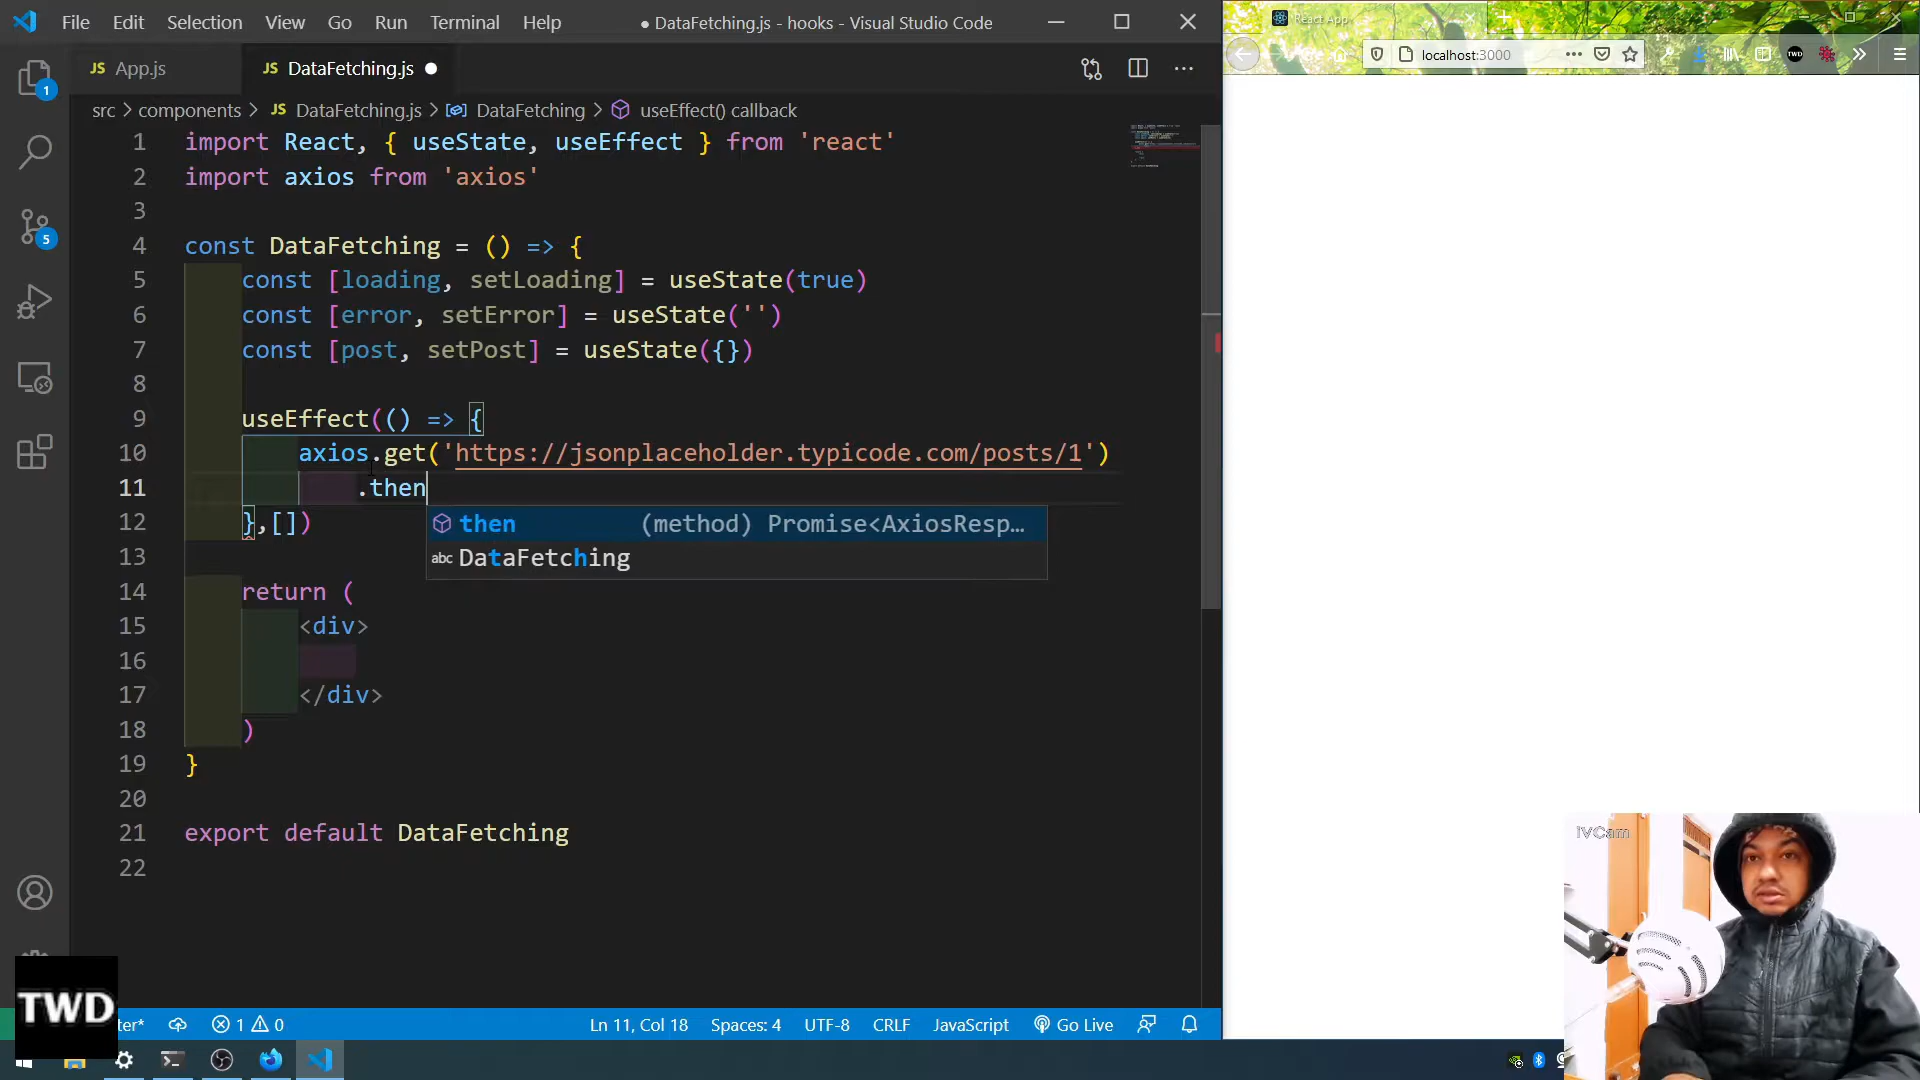 File Edit Selection View Go Run Terminal Help
● DataFetching.js - hooks - Visual Studio Code
React App
JS App.js
JS DataFetching.js ●
localhost:3000
src > components > JS DataFetching.js > DataFetching > useEffect() callback
1 import React, { useState, useEffect } from 'react'
2 import axios from 'axios'
3
4 const DataFetching = () => {
5 const [loading, setLoading] = useState(true)
6 const [error, setError] = useState('')
7 const [post, setPost] = useState({})
8
9 useEffect(() => {
10 axios.get('https://jsonplaceholder.typicode.com/posts/1')
11 .then
12 },[])
then (method) Promise<AxiosResp…
abc DataFetching
13
14 return (
15 <div>
16
17 </div>
18 )
19 }
20
21 export default DataFetching
22
1
5
iVCam
TWD
ter* 1 0 Ln 11, Col 18 Spaces: 4 UTF-8 CRLF JavaScript Go Live